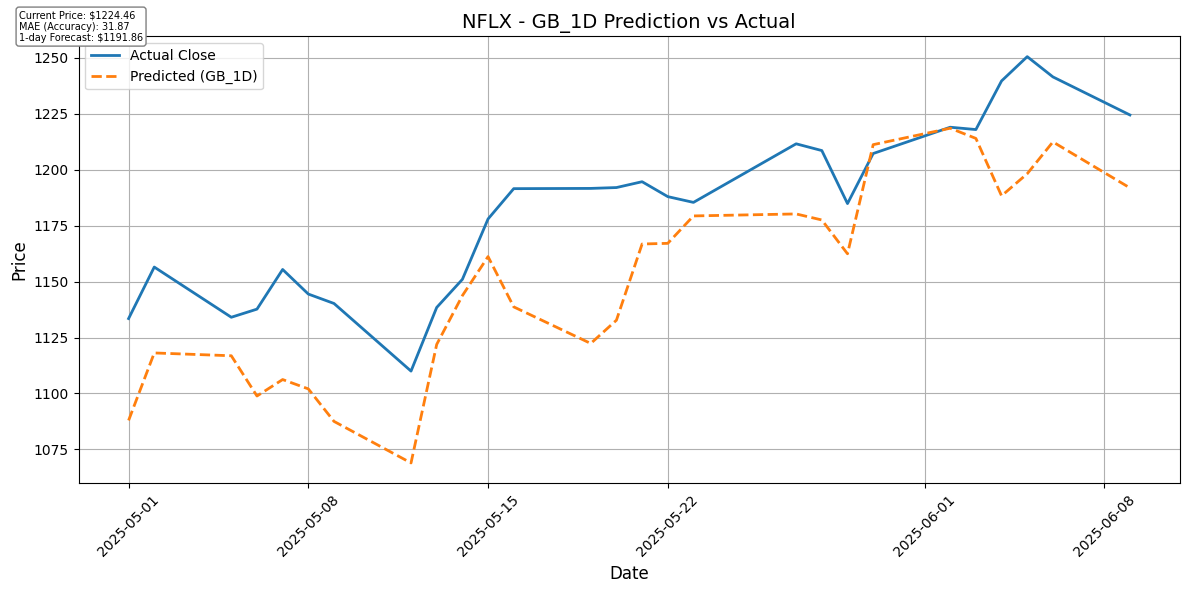 Current Price: $1224.46
MAE (Accuracy): 31.87
1-day Forecast: $1191.86
NFLX - GB_1D Prediction vs Actual
Actual Close
Predicted (GB_1D)
1250
1225
1200
1175
1150
1125
1100
1075
Price
2025-05-01
2025-05-08
2025-05-15
2025-05-22
2025-06-01
2025-06-08
Date